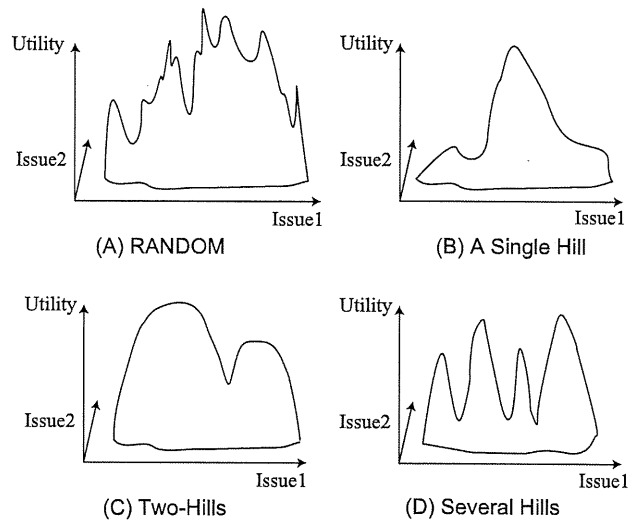 Utility
Issue2
Issue1
(A) RANDOM
Utility
Issue2
Issue1
(B) A Single Hill
Utility
Issue2
Issue1
(C) Two-Hills
Utility
Issue2
Issue1
(D) Several Hills